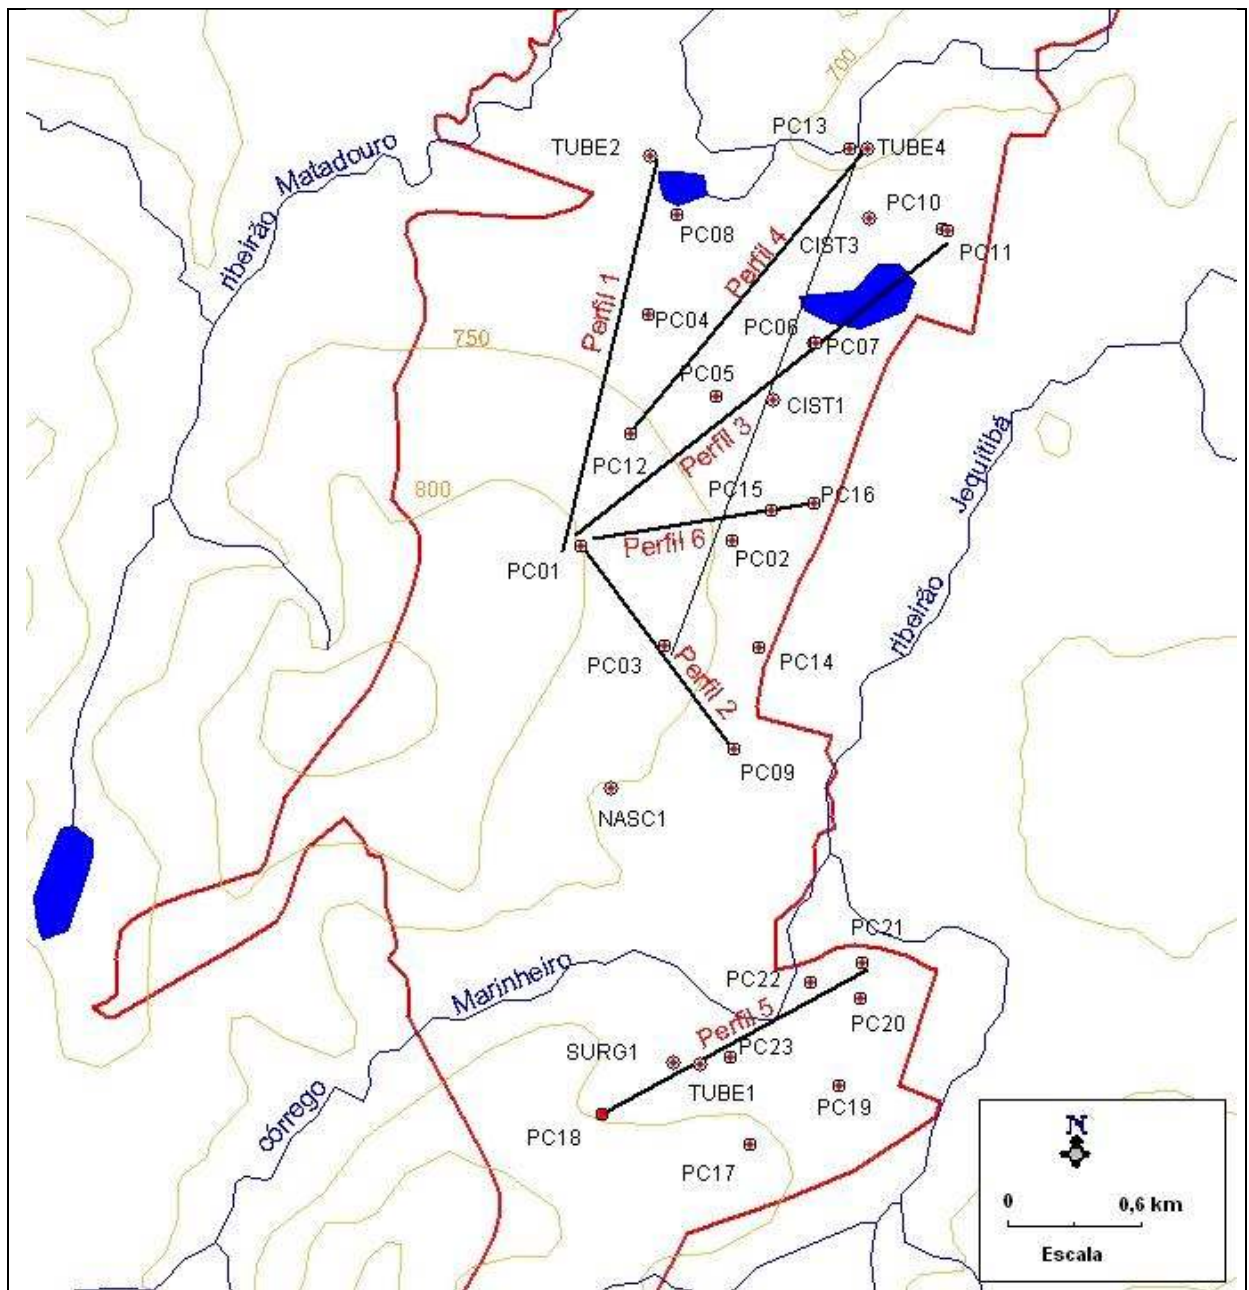 700
PC13
TUBE2
TUBE4
ribeirão Matadouro
PC10
PC08
CIST3
PC11
Perfil 4
Perfil 1
PC04
PC06
PC07
750
PC05
CIST1
Perfil 3
PC12
800
PC15
PC16
Perfil 6
PC02
PC01
ribeirão Jequitibá
PC03
PC14
Perfil 2
PC09
NASC1
PC21
córrego Marinheiro
PC22
PC20
Perfil 5
SURG1
PC23
TUBE1
PC19
PC18
PC17
N
0 0,6 km
Escala